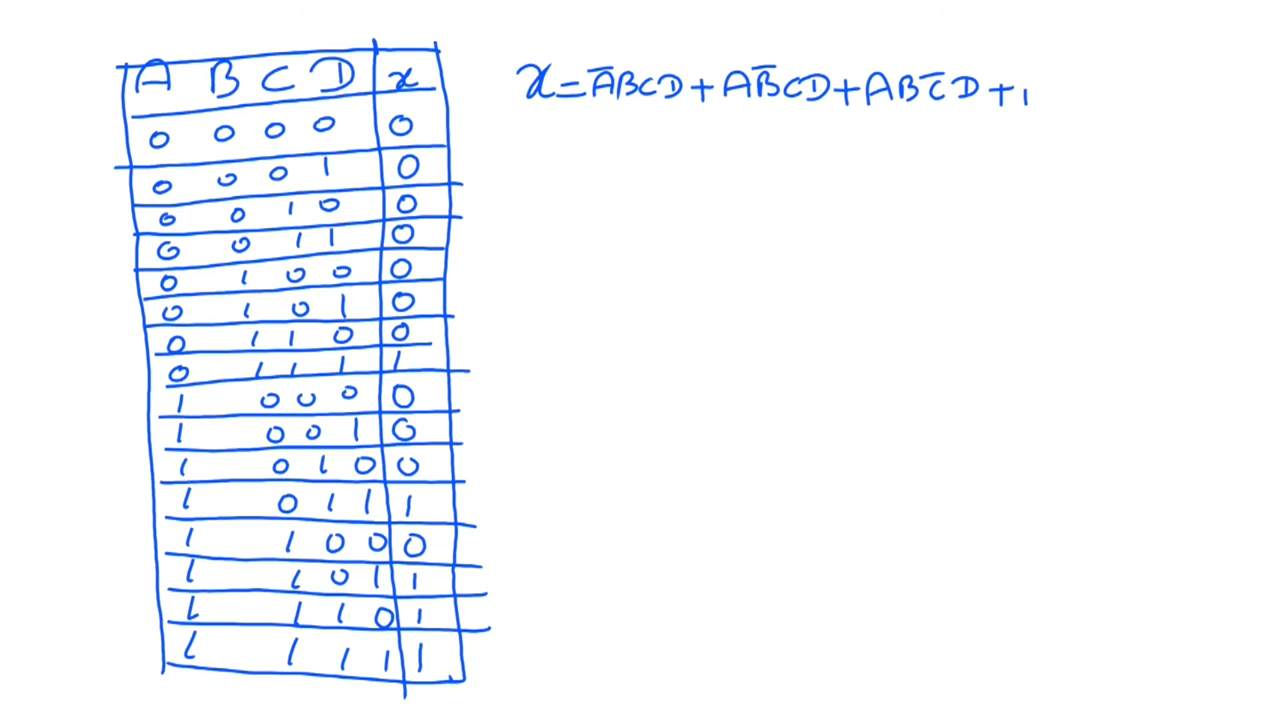 A B C D x
0 0 0 0 0
0 0 0 1 0
0 0 1 0 0
0 0 1 1 0
0 1 0 0 0
0 1 0 1 0
0 1 1 0 0
0 1 1 1 1
1 0 0 0 0
1 0 0 1 0
1 0 1 0 0
1 0 1 1 1
1 1 0 0 0
1 1 0 1 1
1 1 1 0 1
1 1 1 1 1
x = A̅BCD + AB̅CD + ABC̅D + 1